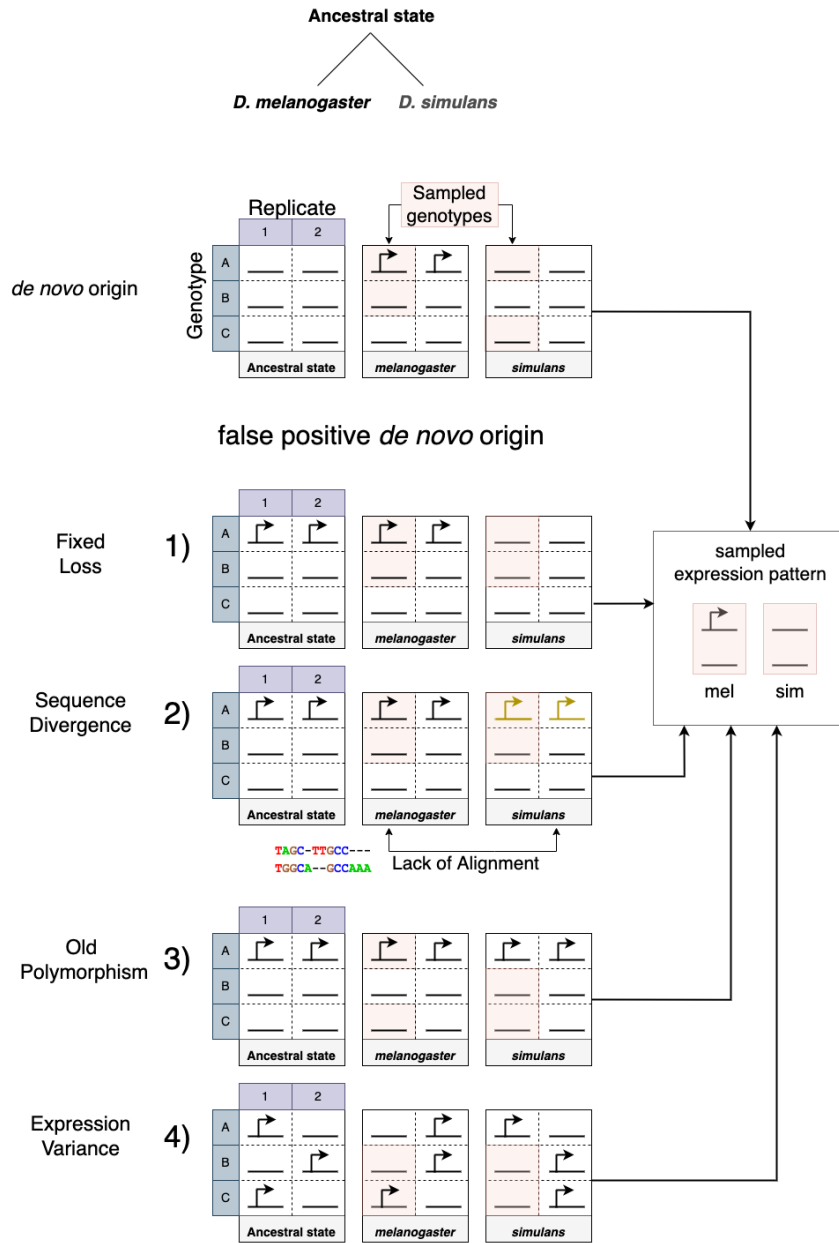 Ancestral state
D. melanogaster D. simulans
Replicate
Sampled
genotypes
1 2
de novo origin
Genotype
A
B
C
Ancestral state melanogaster simulans
false positive de novo origin
1 2
Fixed
Loss
1)
A
B
C
Ancestral state melanogaster simulans
sampled
expression pattern
mel sim
1 2
Sequence
Divergence
2)
A
B
C
Ancestral state melanogaster simulans
TAGC-TTGCC---
TGGCA--GCCAAA
Lack of Alignment
1 2
Old
Polymorphism
3)
A
B
C
Ancestral state melanogaster simulans
1 2
Expression
Variance
4)
A
B
C
Ancestral state melanogaster simulans